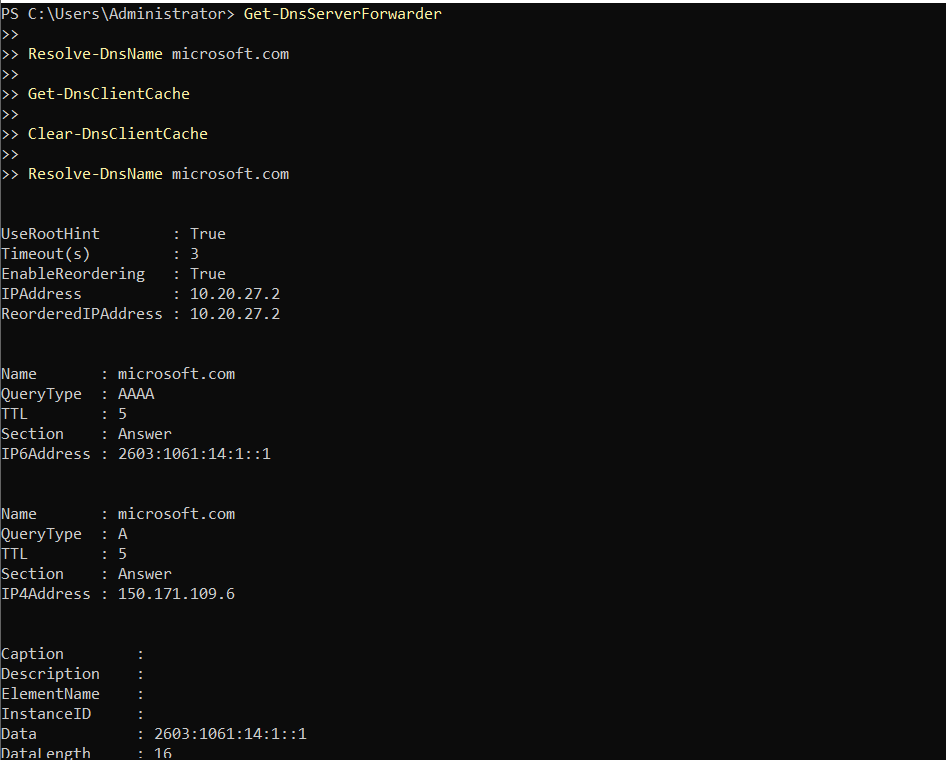 PS C:\Users\Administrator> Get-DnsServerForwarder
>>
>> Resolve-DnsName microsoft.com
>>
>> Get-DnsClientCache
>>
>> Clear-DnsClientCache
>>
>> Resolve-DnsName microsoft.com
UseRootHint        : True
Timeout(s)         : 3
EnableReordering   : True
IPAddress          : 10.20.27.2
ReorderedIPAddress : 10.20.27.2
Name       : microsoft.com
QueryType  : AAAA
TTL        : 5
Section    : Answer
IP6Address : 2603:1061:14:1::1
Name       : microsoft.com
QueryType  : A
TTL        : 5
Section    : Answer
IP4Address : 150.171.109.6
Caption        :
Description    :
ElementName    :
InstanceID     :
Data           : 2603:1061:14:1::1
DataLength     : 16